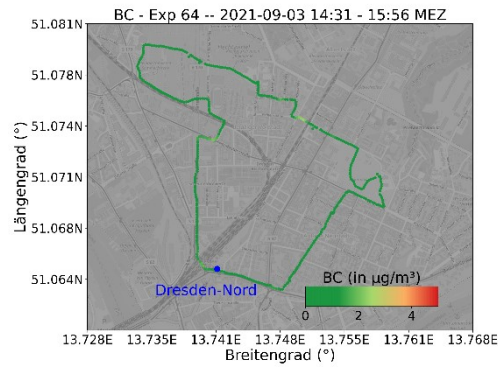 BC - Exp 64 -- 2021-09-03 14:31 - 15:56 MEZ
51.081N
51.078N
51.074N
51.071N
51.068N
51.064N
Längengrad (°)
Dresden-Nord
BC (in µg/m³)
0 2 4
13.728E 13.735E 13.741E 13.748E 13.755E 13.761E 13.768E
Breitengrad (°)